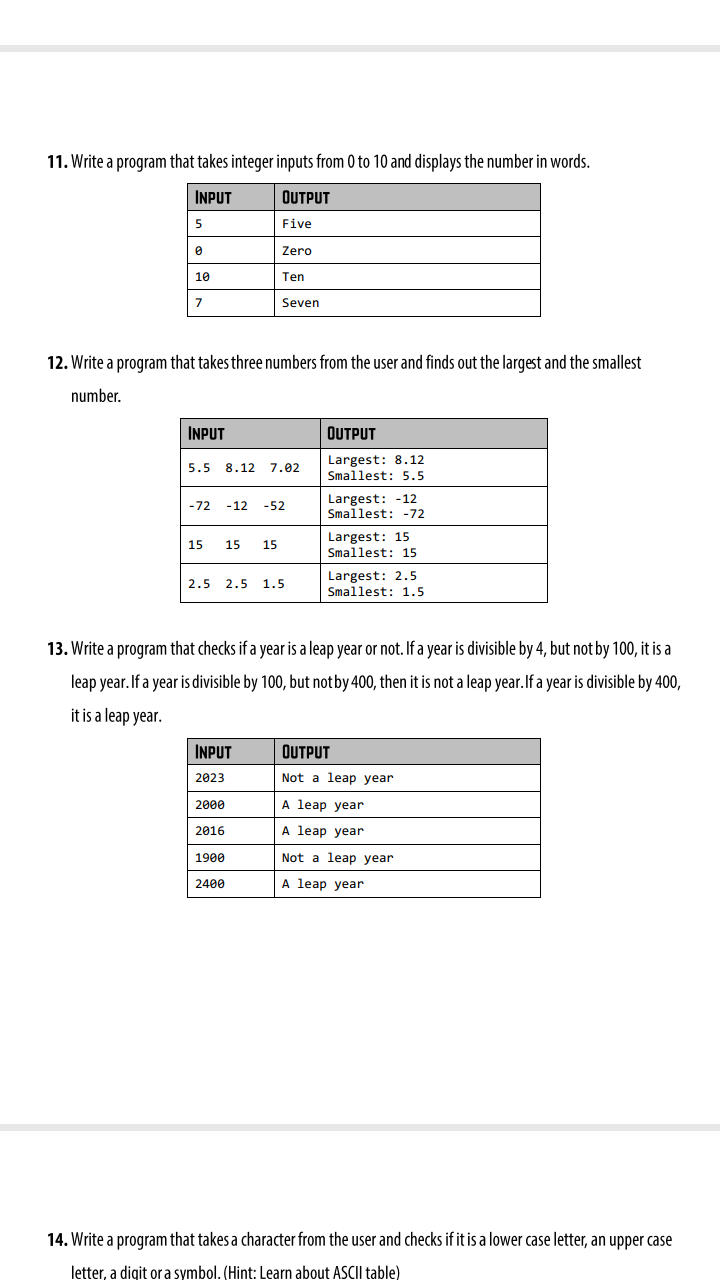 11. Write a program that takes integer inputs from 0 to 10 and displays the number in words.
INPUT OUTPUT
5 Five
0 Zero
10 Ten
7 Seven
12. Write a program that takes three numbers from the user and finds out the largest and the smallest
number.
INPUT OUTPUT
5.5 8.12 7.02 Largest: 8.12
Smallest: 5.5
-72 -12 -52 Largest: -12
Smallest: -72
15 15 15 Largest: 15
Smallest: 15
2.5 2.5 1.5 Largest: 2.5
Smallest: 1.5
13. Write a program that checks if a year is a leap year or not. If a year is divisible by 4, but not by 100, it is a
leap year. If a year is divisible by 100, but not by 400, then it is not a leap year. If a year is divisible by 400,
it is a leap year.
INPUT OUTPUT
2023 Not a leap year
2000 A leap year
2016 A leap year
1900 Not a leap year
2400 A leap year
14. Write a program that takes a character from the user and checks if it is a lower case letter, an upper case
letter, a digit or a symbol. (Hint: Learn about ASCII table)